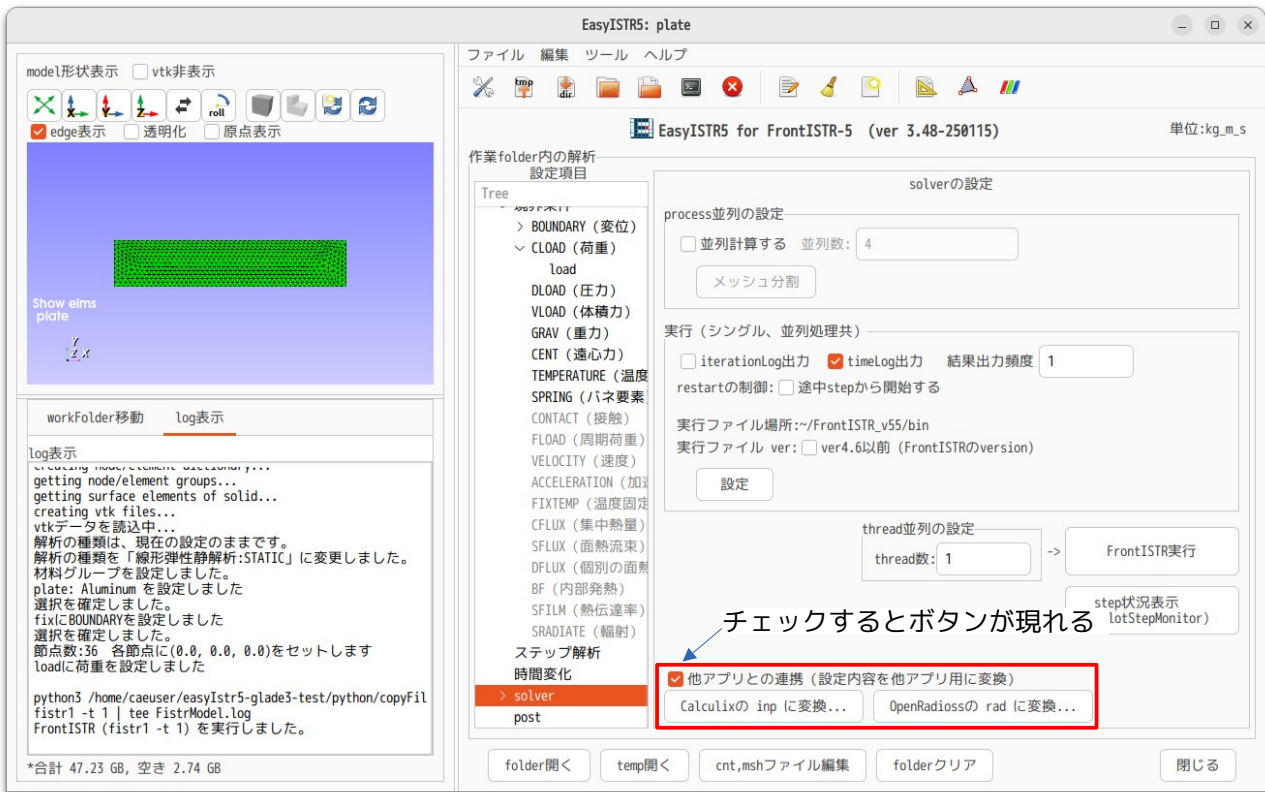 EasyISTR5: plate
model形状表示 vtk非表示
roll
edge表示 透明化 原点表示
Show elms
plate
Y
Z X
workFolder移動 log表示
log表示
creating node/element dictionary...
getting node/element groups...
getting surface elements of solid...
creating vtk files...
vtkデータを読込中...
解析の種類は、現在の設定のままです。
解析の種類を「線形弾性静解析:STATIC」に変更しました。
材料グループを設定しました。
plate: Aluminum を設定しました
選択を確定しました。
fixにBOUNDARYを設定しました
選択を確定しました。
節点数:36 各節点に(0.0, 0.0, 0.0)をセットします
loadに荷重を設定しました
python3 /home/caeuser/easyIstr5-glade3-test/python/copyFil
fistr1 -t 1 | tee FistrModel.log
FrontISTR (fistr1 -t 1) を実行しました。
*合計 47.23 GB, 空き 2.74 GB
ファイル 編集 ツール ヘルプ
tmp
dir
EasyISTR5 for FrontISTR-5 (ver 3.48-250115)
単位:kg_m_s
作業folder内の解析
設定項目
Tree
境界条件
BOUNDARY (変位)
CLOAD (荷重)
load
DLOAD (圧力)
VLOAD (体積力)
GRAV (重力)
CENT (遠心力)
TEMPERATURE (温度
SPRING (バネ要素
CONTACT (接触)
FLOAD (周期荷重)
VELOCITY (速度)
ACCELERATION (加速
FIXTEMP (温度固定
CFLUX (集中熱量)
SFLUX (面熱流束)
DFLUX (個別の面熱
BF (内部発熱)
SFILM (熱伝達率)
SRADIATE (輻射)
ステップ解析
時間変化
solver
post
solverの設定
process並列の設定
並列計算する 並列数: 4
メッシュ分割
実行 (シングル、並列処理共)
iterationLog出力 timeLog出力 結果出力頻度 1
restartの制御: 途中stepから開始する
実行ファイル場所:~/FrontISTR_v55/bin
実行ファイル ver: ver4.6以前 (FrontISTRのversion)
設定
thread並列の設定
thread数: 1
->
FrontISTR実行
step状況表示
lotStepMonitor)
チェックするとボタンが現れる
他アプリとの連携 (設定内容を他アプリ用に変換)
Calculixの inp に変換... OpenRadiossの rad に変換...
folder開く temp開く cnt,mshファイル編集 folderクリア 閉じる